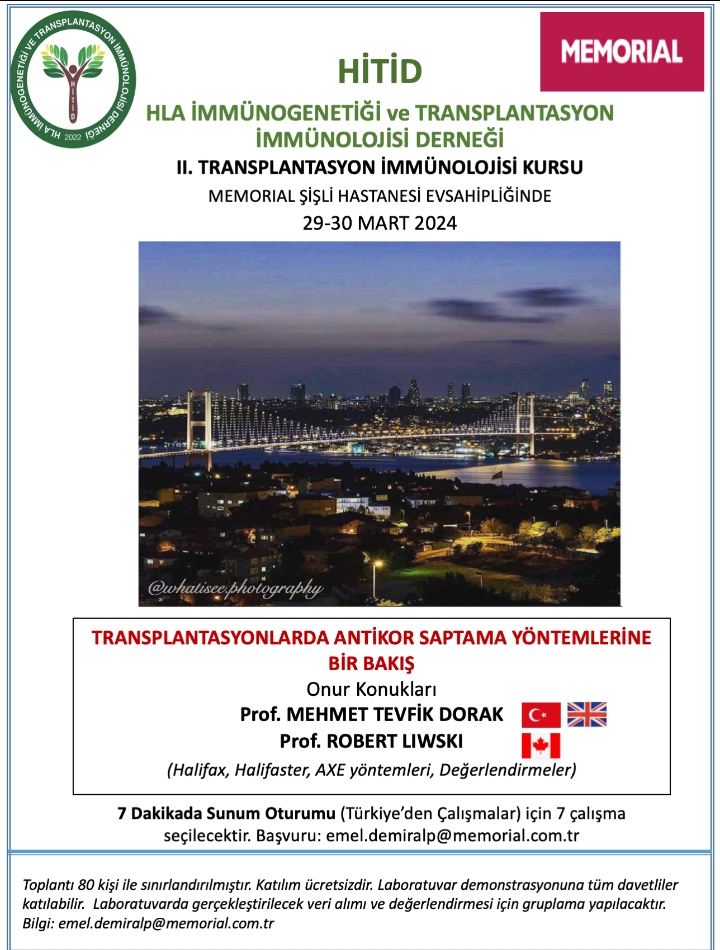 HLA İMMÜNOGENETİĞİ VE TRANSPLANTASYON İMMÜNOLOJİSİ DERNEĞİ
HİTİD
2022
MEMORIAL
HİTİD
HLA İMMÜNOGENETİĞİ ve TRANSPLANTASYON
İMMÜNOLOJİSİ DERNEĞİ
II. TRANSPLANTASYON İMMÜNOLOJİSİ KURSU
MEMORIAL ŞİŞLİ HASTANESİ EVSAHİPLİĞİNDE
29-30 MART 2024
@whatisee.photography
TRANSPLANTASYONLARDA ANTİKOR SAPTAMA YÖNTEMLERİNE
BİR BAKIŞ
Onur Konukları
Prof. MEHMET TEVFİK DORAK
Prof. ROBERT LIWSKI
(Halifax, Halifaster, AXE yöntemleri, Değerlendirmeler)
7 Dakikada Sunum Oturumu (Türkiye’den Çalışmalar) için 7 çalışma
seçilecektir. Başvuru: emel.demiralp@memorial.com.tr
Toplantı 80 kişi ile sınırlandırılmıştır. Katılım ücretsizdir. Laboratuvar demonstrasyonuna tüm davetliler
katılabilir. Laboratuvarda gerçekleştirilecek veri alımı ve değerlendirmesi için gruplama yapılacaktır.
Bilgi: emel.demiralp@memorial.com.tr